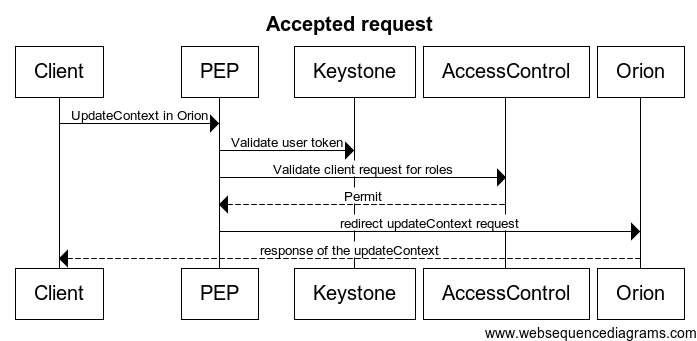 Accepted request
Client PEP Keystone AccessControl Orion
UpdateContext in Orion
Validate user token
Validate client request for roles
Permit
redirect updateContext request
response of the updateContext
Client PEP Keystone AccessControl Orion
www.websequencediagrams.com